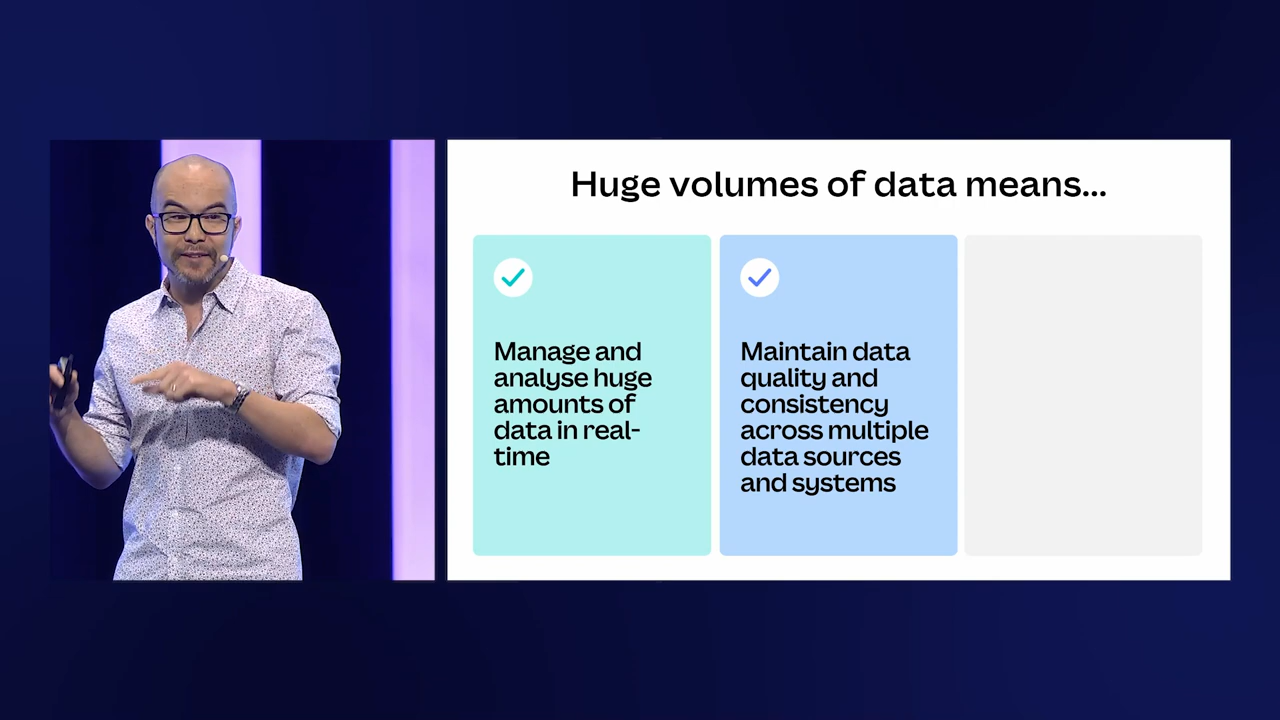 Huge volumes of data means...
Manage and
analyse huge
amounts of
data in real-
time
Maintain data
quality and
consistency
across multiple
data sources
and systems